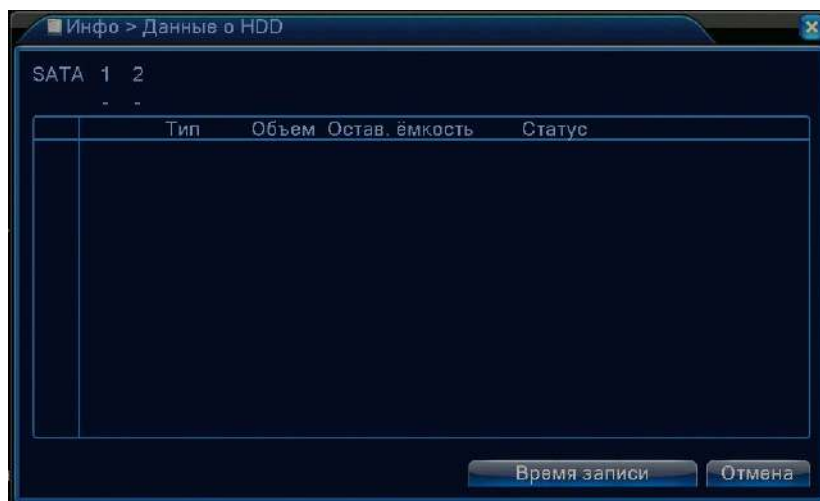 Инфо > Данные о HDD
SATA 1 2
- -
Тип Объем Остав. ёмкость Статус
Время записи Отмена